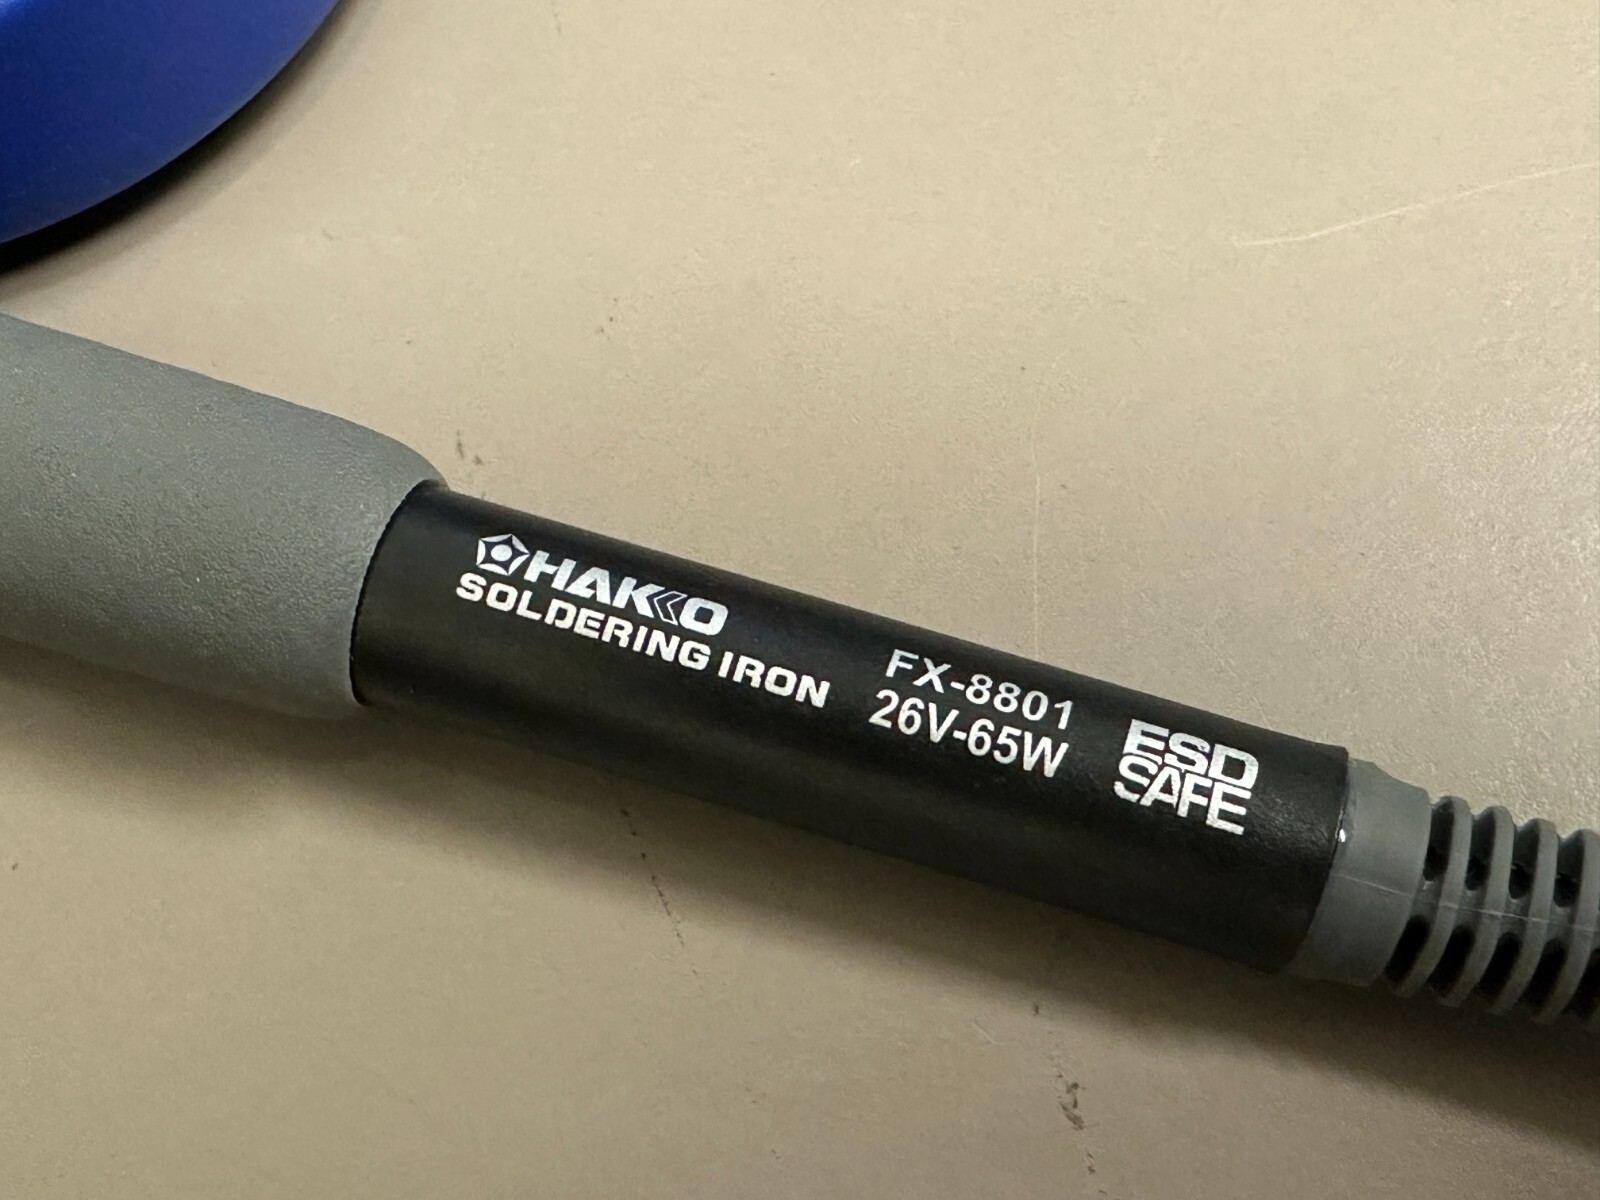 HAKKO
SOLDERING IRON
FX-8801
26V-65W
ESD
SAFE